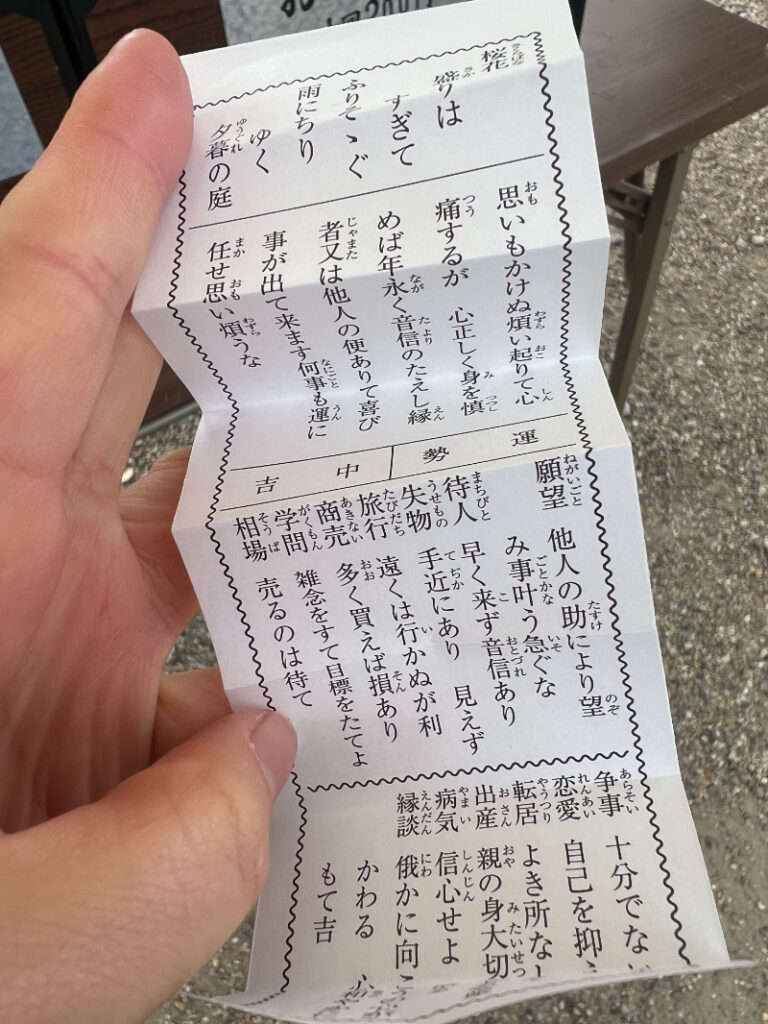 桜花
盛りは
すぎて
ふりそゝぐ
雨にちり
ゆく
夕暮の庭
思いもかけぬ煩い起りて心
痛するが 心正しく身を慎
めば年永く音信のたえし縁
者又は他人の便ありて喜び
事が出て来ます何事も運に
任せ思い煩うな
運勢
中吉
願望 他人の助により望
み事叶う急ぐな
待人 早く来ず音信あり
失物 手近にあり 見えず
旅行 遠くは行かぬが利
商売 多く買えば損あり
学問 雑念をすて目標をたてよ
相場 売るのは待て
争事 十分でな
恋愛 自己を抑
転居 よき所な
出産 親の身大切
病気 信心せよ
縁談 俄かに向
かわる
もて吉